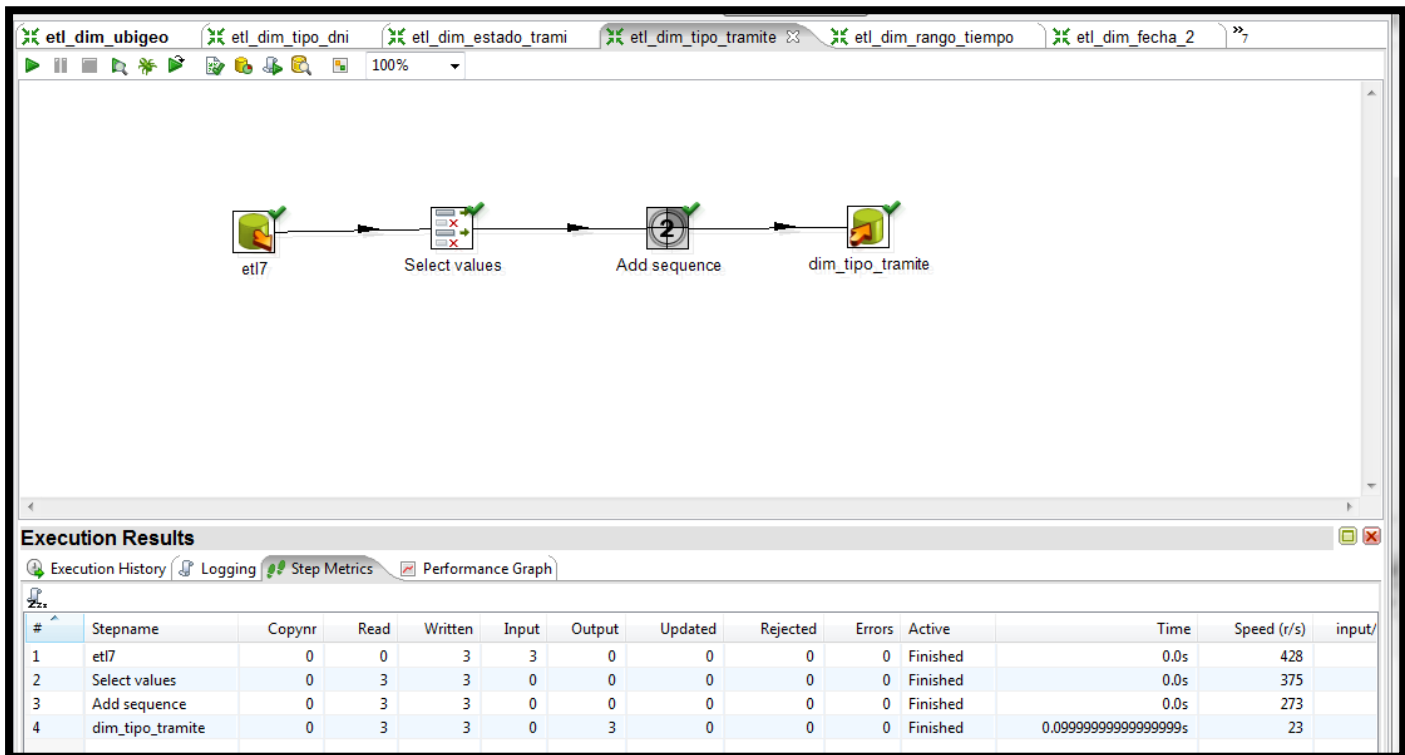 etl_dim_ubigeo etl_dim_tipo_dni etl_dim_estado_trami etl_dim_tipo_tramite etl_dim_rango_tiempo etl_dim_fecha_2 »7
100%
2
etl7 Select values Add sequence dim_tipo_tramite
Execution Results
Execution History Logging Step Metrics Performance Graph
# Stepname Copynr Read Written Input Output Updated Rejected Errors Active Time Speed (r/s) input/
1 etl7 0 0 3 3 0 0 0 0 Finished 0.0s 428
2 Select values 0 3 3 0 0 0 0 0 Finished 0.0s 375
3 Add sequence 0 3 3 0 0 0 0 0 Finished 0.0s 273
4 dim_tipo_tramite 0 3 3 0 3 0 0 0 Finished 0.09999999999999999s 23